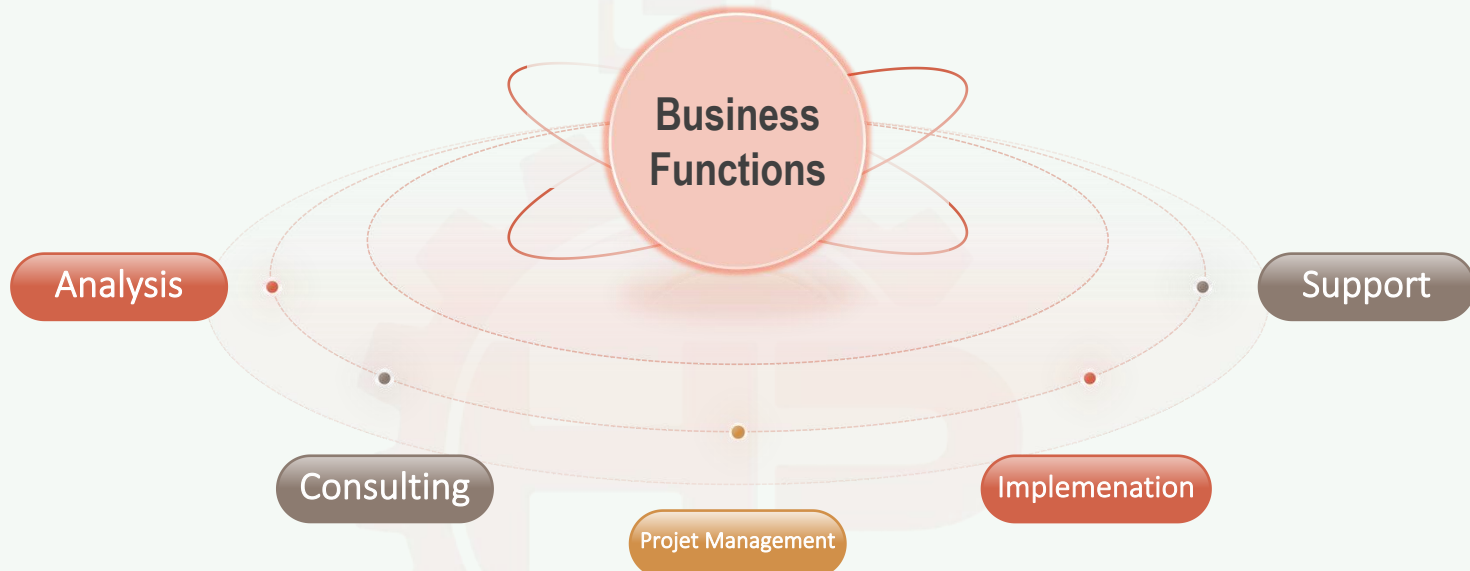 Business
Functions
Analysis
Support
Consulting
Implemenation
Projet Management